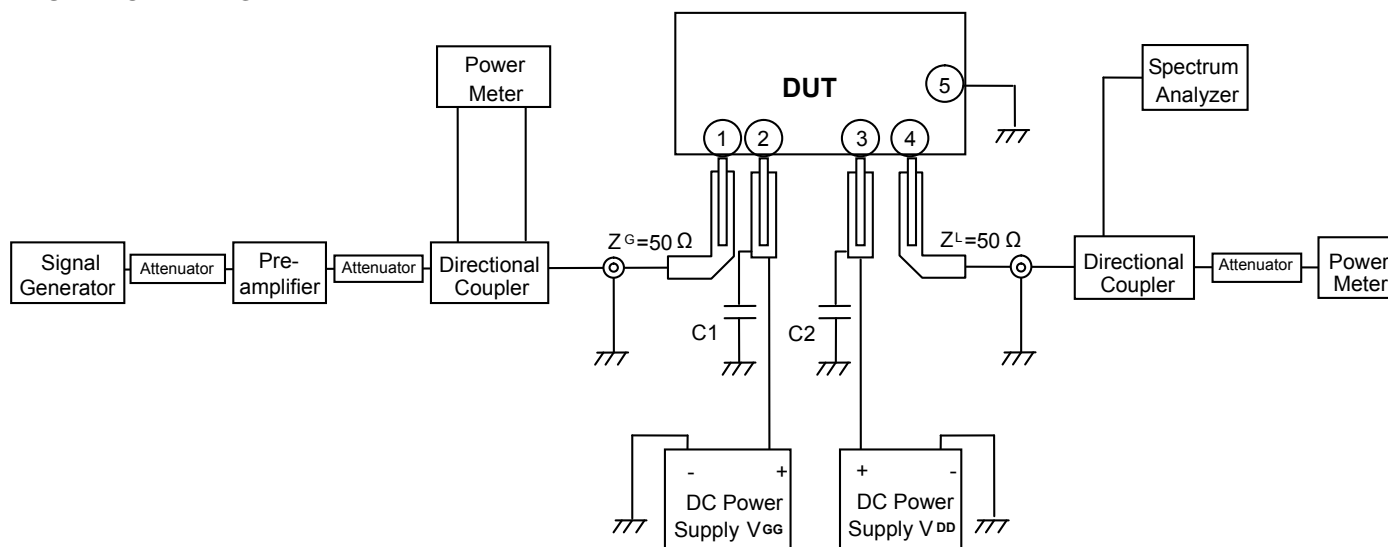 Power
Meter
DUT
5
Spectrum
Analyzer
1
2
3
4
ZG=50 Ω
ZL=50 Ω
Signal
Generator
Attenuator
Pre-
amplifier
Attenuator
Directional
Coupler
Directional
Coupler
Attenuator
Power
Meter
C1
C2
- +
DC Power
Supply VGG
+ -
DC Power
Supply VDD